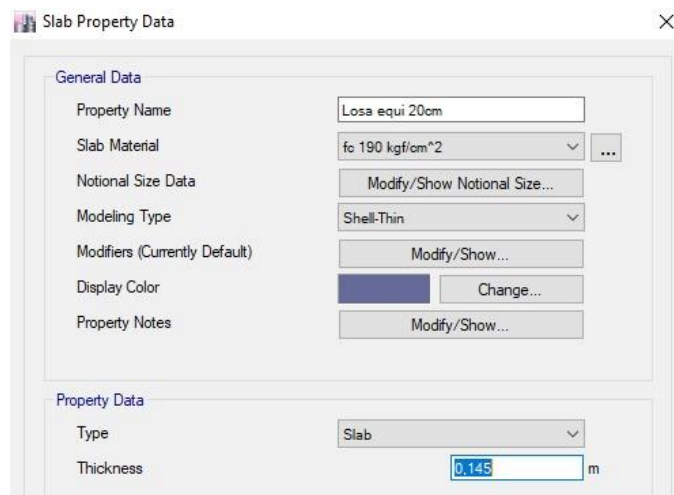 Slab Property Data
General Data
Property Name Losa equi 20cm
Slab Material fc 190 kgf/cm^2 ...
Notional Size Data Modify/Show Notional Size...
Modeling Type Shell-Thin
Modifiers (Currently Default) Modify/Show...
Display Color Change...
Property Notes Modify/Show...
Property Data
Type Slab
Thickness 0,145 m